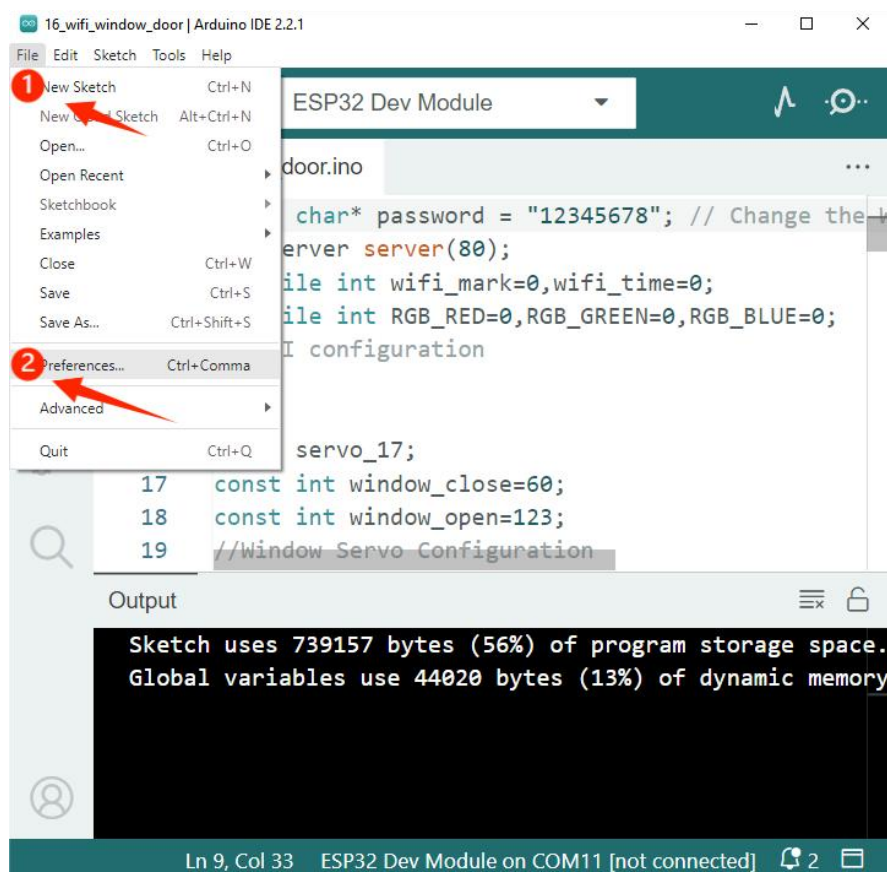 16_wifi_window_door | Arduino IDE 2.2.1
File Edit Sketch Tools Help
1
New Sketch Ctrl+N
New Sketch Alt+Ctrl+N
Open... Ctrl+O
Open Recent
Sketchbook
Examples
Close Ctrl+W
Save Ctrl+S
Save As... Ctrl+Shift+S
2
Preferences... Ctrl+Comma
Advanced
Quit Ctrl+Q
ESP32 Dev Module
door.ino
char* password = "12345678"; // Change the
erver server(80);
ile int wifi_mark=0,wifi_time=0;
ile int RGB_RED=0,RGB_GREEN=0,RGB_BLUE=0;
I configuration
servo_17;
17 const int window_close=60;
18 const int window_open=123;
19 //Window Servo Configuration
Output
Sketch uses 739157 bytes (56%) of program storage space.
Global variables use 44020 bytes (13%) of dynamic memory
Ln 9, Col 33 ESP32 Dev Module on COM11 [not connected] 2